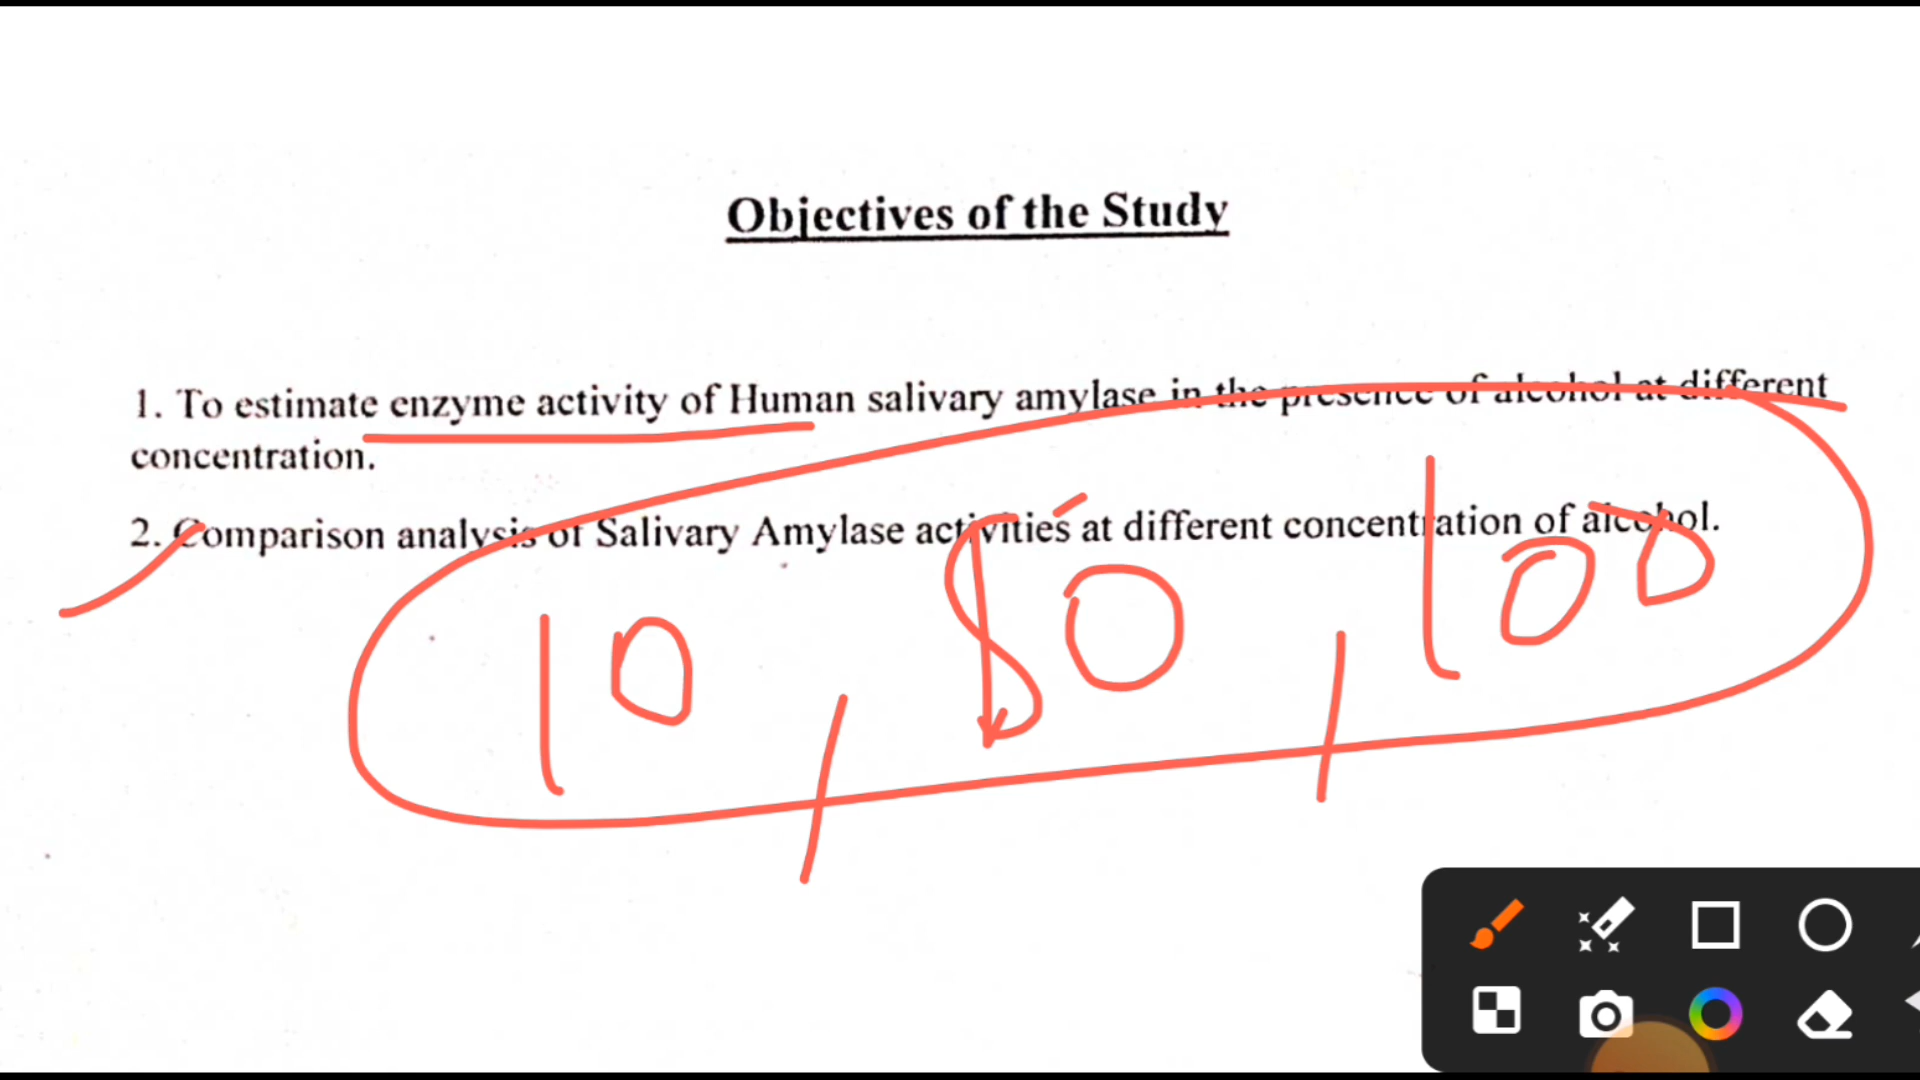 Objectives of the Study
1. To estimate enzyme activity of Human salivary amylase in the presence of alcohol at different
concentration.
2. Comparison analysis of Salivary Amylase activities at different concentration of alcohol.
10, 50, 100